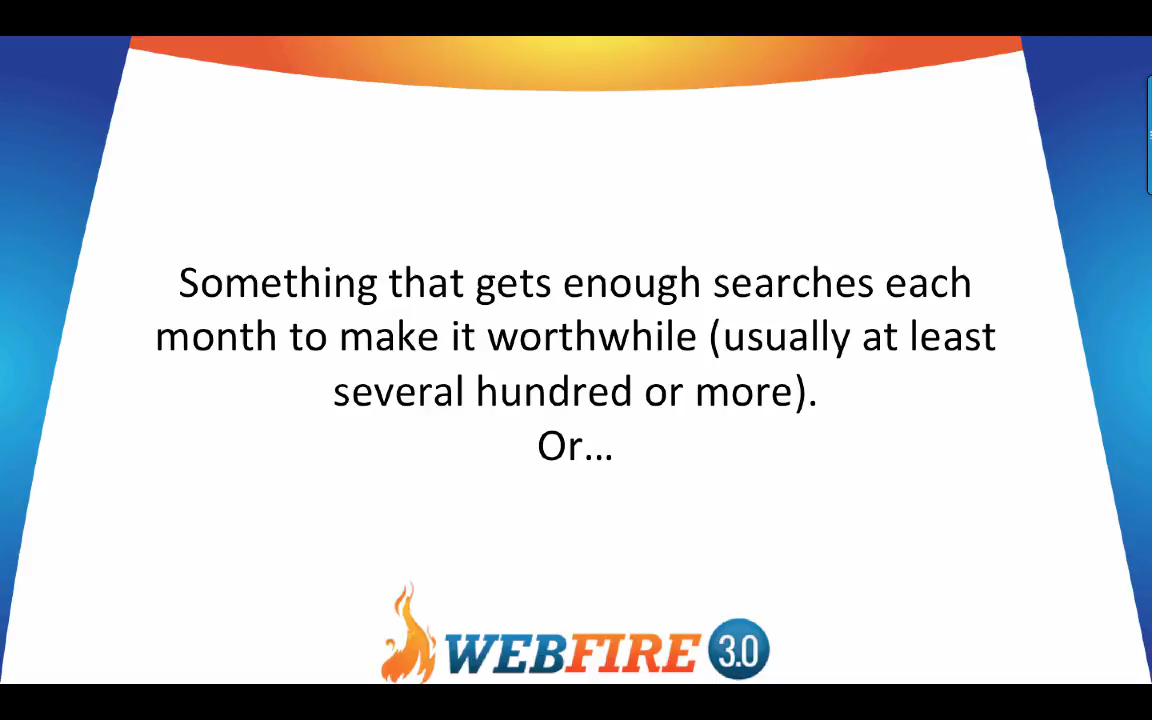 Something that gets enough searches each
month to make it worthwhile (usually at least
several hundred or more).
Or...
WEBFIRE 3.0